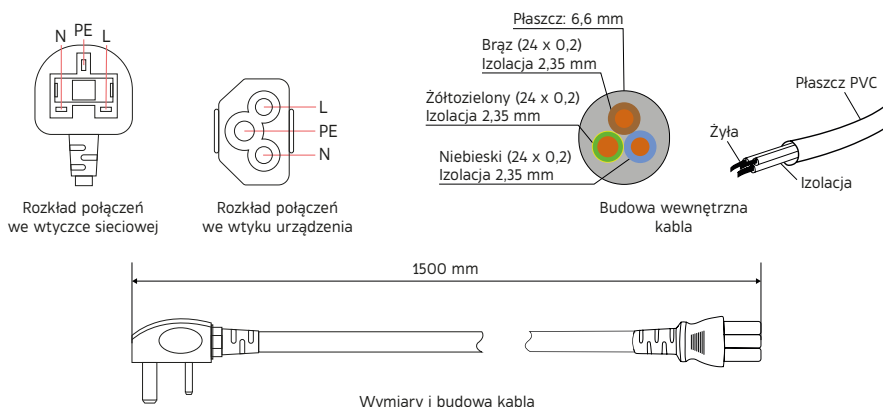 N
PE
L
Rozkład połączeń
we wtyczce sieciowej
L
PE
N
Rozkład połączeń
we wtyku urządzenia
Płaszcz: 6,6 mm
Brąz (24 x 0,2)
Izolacja 2,35 mm
Żółtozielony (24 x 0,2)
Izolacja 2,35 mm
Niebieski (24 x 0,2)
Izolacja 2,35 mm
Budowa wewnętrzna
kabla
Płaszcz PVC
Żyła
Izolacja
1500 mm
Wymiary i budowa kabla